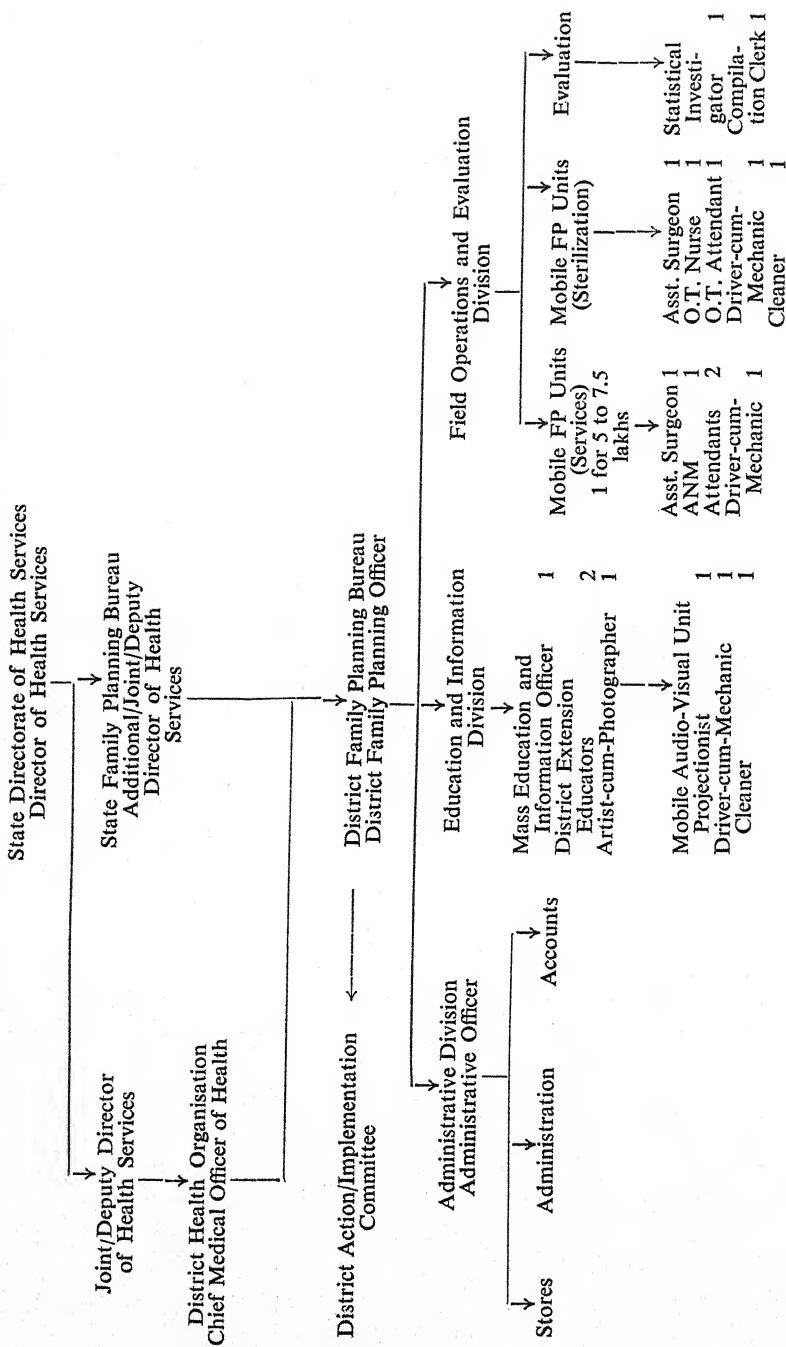 State Directorate of Health Services
Director of Health Services
Joint/Deputy Director
of Health Services
State Family Planning Bureau
Additional/Joint/Deputy
Director of Health
Services
District Health Organisation
Chief Medical Officer of Health
District Action/Implementation
Committee
District Family Planning Bureau
District Family Planning Officer
Administrative Division
Administrative Officer
Stores
Administration
Accounts
Education and Information
Division
Mass Education and
Information Officer 1
District Extension
Educators 2
Artist-cum-Photographer 1
Mobile Audio-Visual Unit
Projectionist 1
Driver-cum-Mechanic 1
Cleaner 1
Field Operations and Evaluation
Division
Mobile FP Units
(Services)
1 for 5 to 7.5
lakhs
Asst. Surgeon 1
ANM 1
Attendants 2
Driver-cum-
Mechanic 1
Mobile FP Units
(Sterilization)
Asst. Surgeon 1
O.T. Nurse 1
O.T. Attendant 1
Driver-cum-
Mechanic 1
Cleaner 1
Evaluation
Statistical
Investi-
gator 1
Compila-
tion Clerk 1